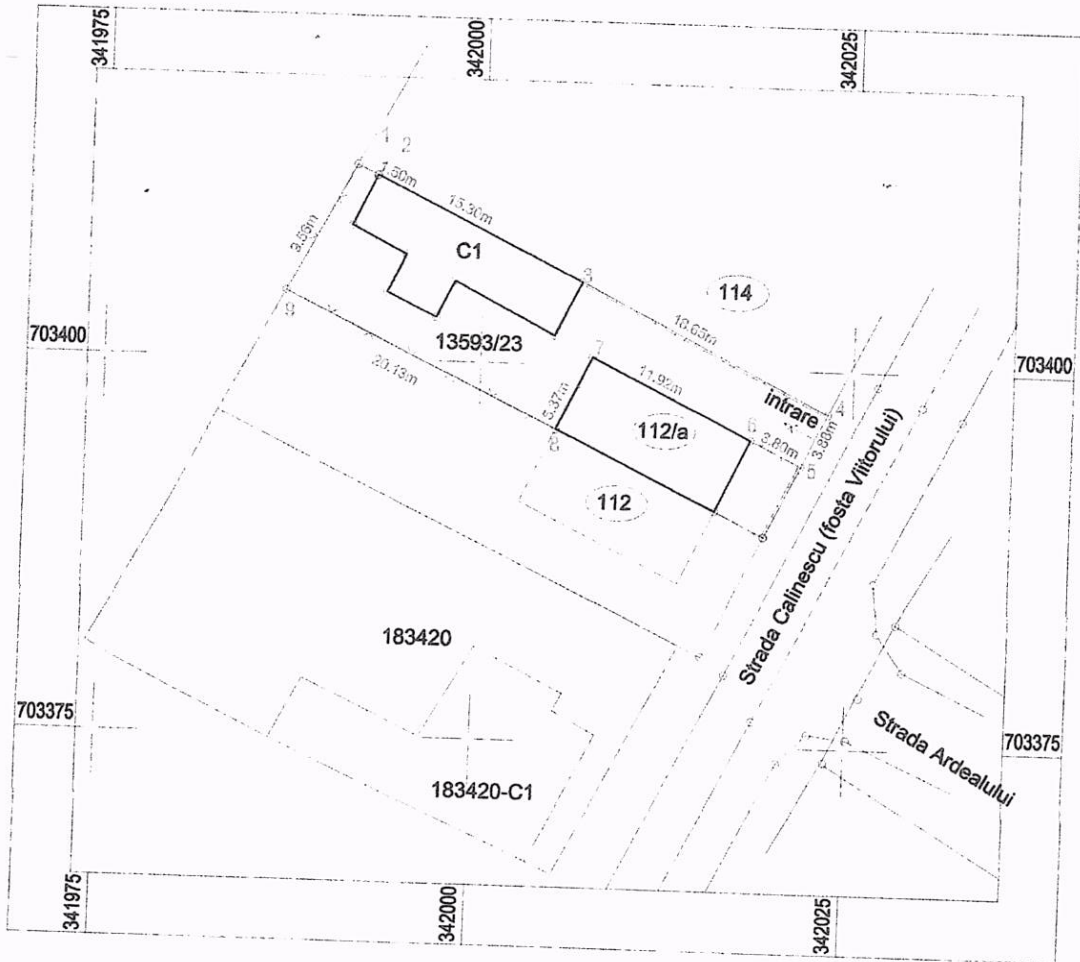 341975
342000
342025
1 2
1.50m
15.30m
9.56m
C1
3
114
18.65m
703400
9
13593/23
703400
7
20.13m
11.92m
intrare
4
5.37m
112/a
6
3.80m
3.80m
5
8
112
Strada Calinescu (fosta Viitorului)
183420
703375
Strada Ardealului
703375
183420-C1
341975
342000
342025